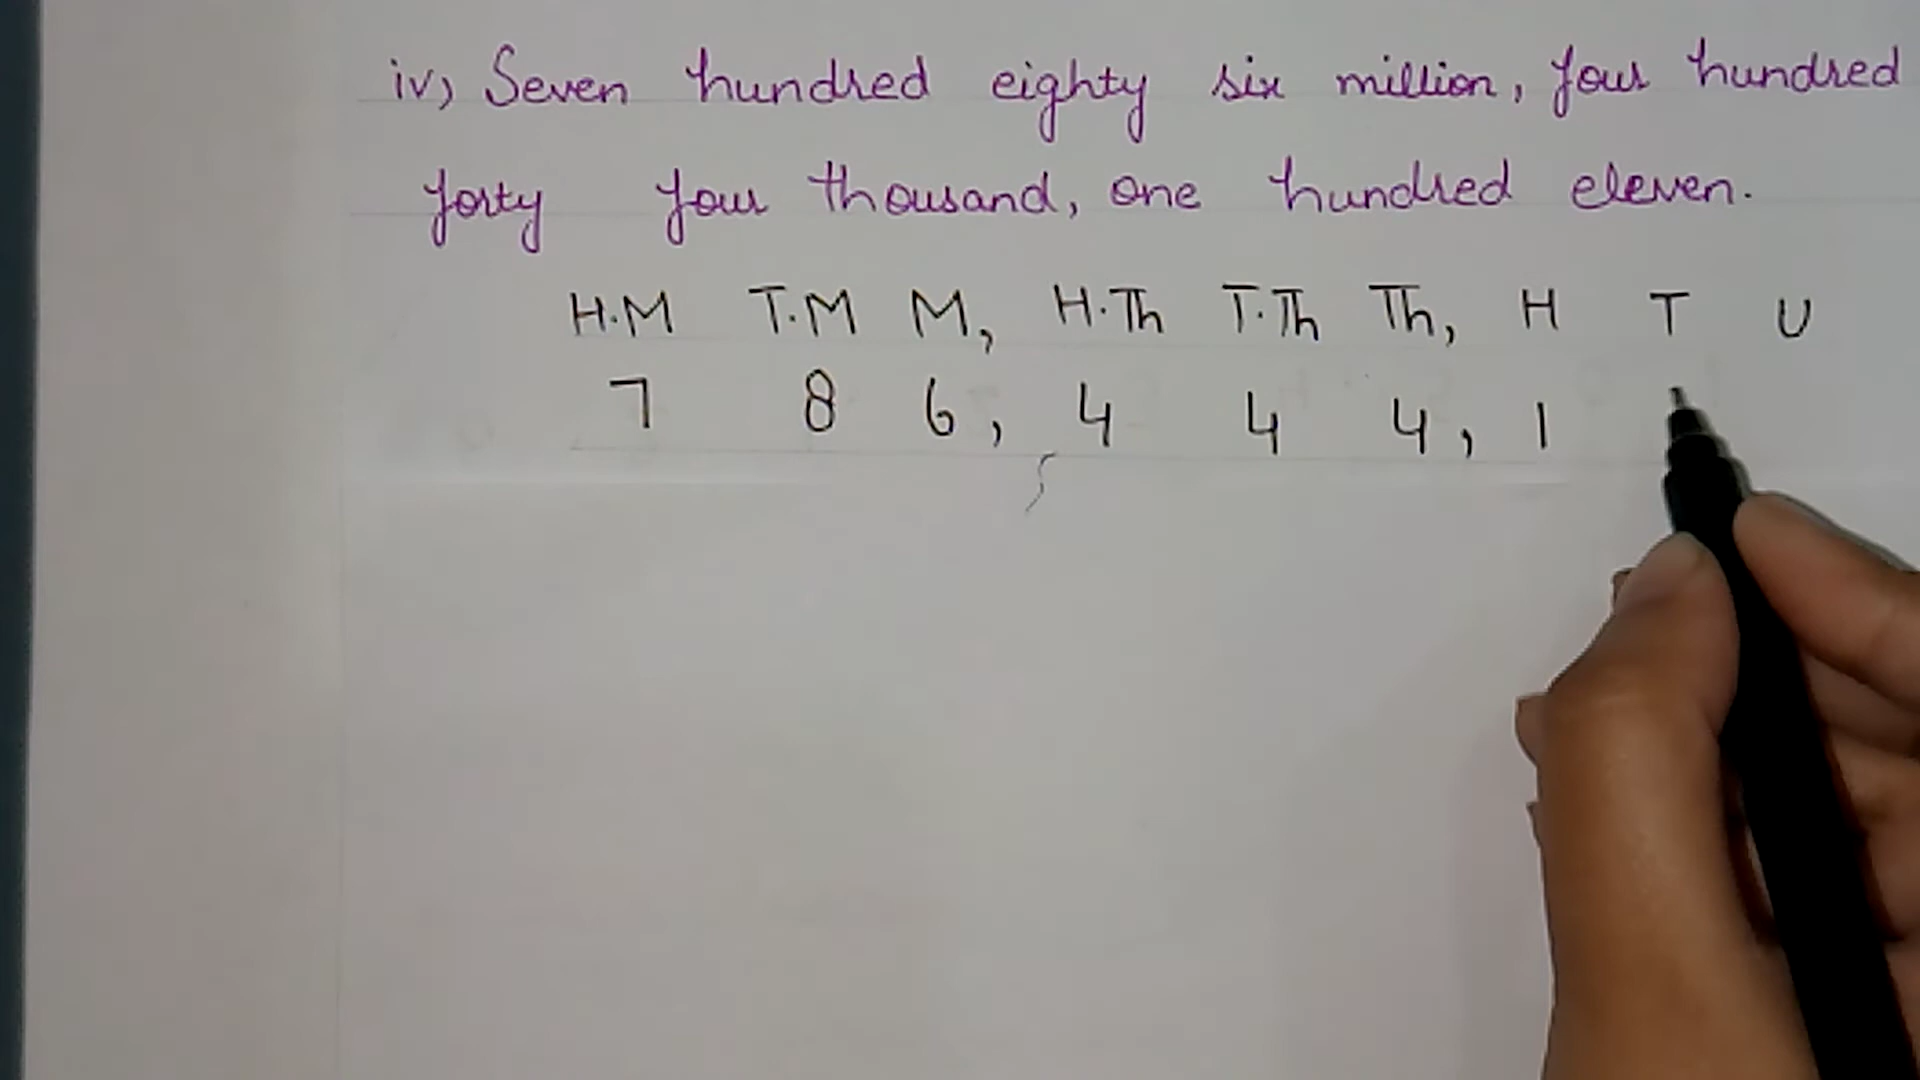 iv) Seven hundred eighty six million, four hundred
forty four thousand, one hundred eleven.
H.M T.M M, H.Th T.Th Th, H T U
7 8 6, 4 4 4, 1